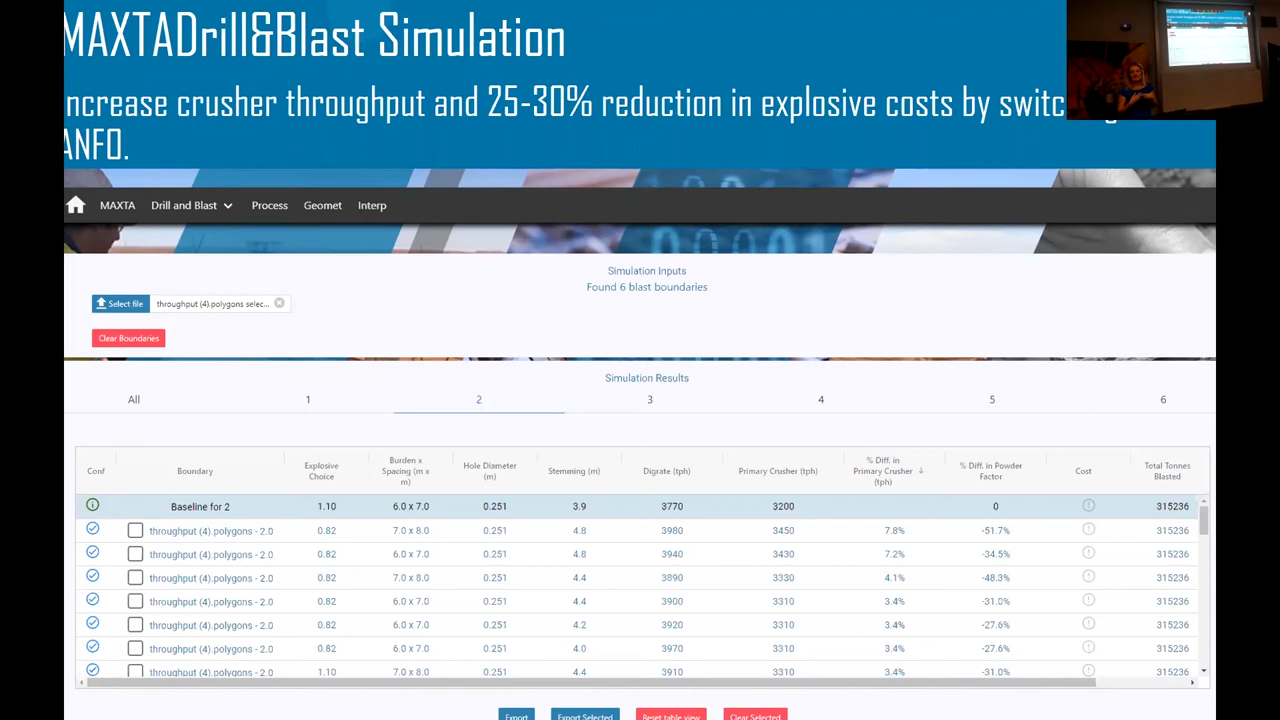 MAXTADrill&Blast Simulation
ncrease crusher throughput and 25-30% reduction in explosive costs by
ANFO.
MAXTA Drill and Blast Process Geomet Interp
Simulation Inputs
Found 6 blast boundaries
Select file throughput (4).polygons selec...
Clear Boundaries
Simulation Results
All 1 2 3 4 5 6
Conf Boundary Explosive Choice Burden x Spacing (m x m) Hole Diameter (m) Stemming (m) Digrate (tph) Primary Crusher (tph) % Diff. in Primary Crusher (tph) ↓ % Diff. in Powder Factor Cost Total Tonnes Blasted
Baseline for 2 1.10 6.0 x 7.0 0.251 3.9 3770 3200 0 315236
throughput (4).polygons - 2.0 0.82 7.0 x 8.0 0.251 4.8 3980 3450 7.8% -51.7% 315236
throughput (4).polygons - 2.0 0.82 6.0 x 7.0 0.251 4.8 3940 3430 7.2% -34.5% 315236
throughput (4).polygons - 2.0 0.82 7.0 x 8.0 0.251 4.4 3890 3330 4.1% -48.3% 315236
throughput (4).polygons - 2.0 0.82 6.0 x 7.0 0.251 4.4 3900 3310 3.4% -31.0% 315236
throughput (4).polygons - 2.0 0.82 6.0 x 7.0 0.251 4.2 3920 3310 3.4% -27.6% 315236
throughput (4).polygons - 2.0 0.82 6.0 x 7.0 0.251 4.0 3970 3310 3.4% -27.6% 315236
throughput (4).polygons - 2.0 1.10 7.0 x 8.0 0.251 4.4 3910 3310 3.4% -31.0% 315236
Export Export Selected Reset table view Clear Selected